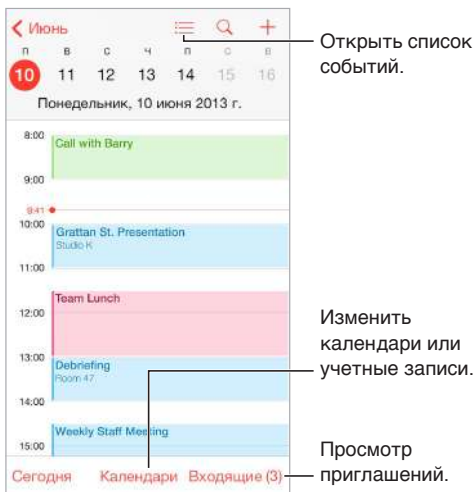 Июнь
п в с ч п с в
10 11 12 13 14 15 16
Понедельник, 10 июня 2013 г.
8:00
Call with Barry
9:00
9:41
10:00
Grattan St. Presentation
Studio K
11:00
Team Lunch
12:00
13:00
Debriefing
Room 47
14:00
Weekly Staff Meeting
15:00
Сегодня Календари Входящие (3)
Открыть список
событий.
Изменить
календари или
учетные записи.
Просмотр
приглашений.